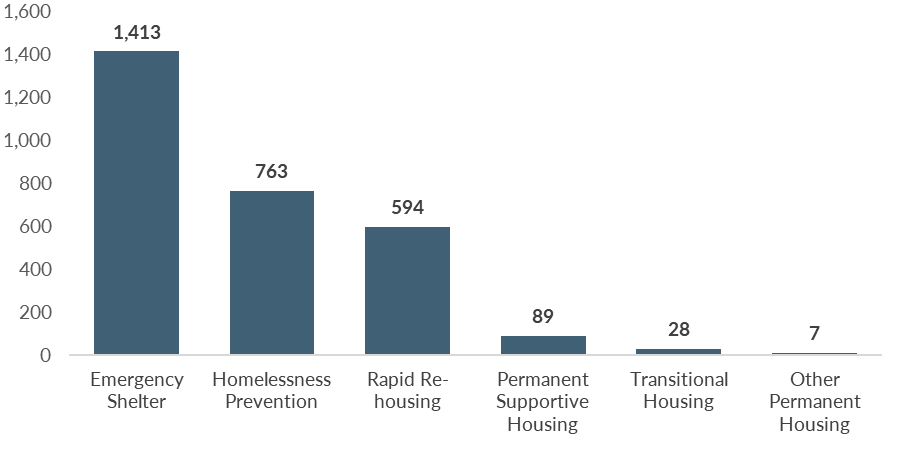 1,600
1,400
1,200
1,000
800
600
400
200
0
1,413
763
594
89
28
7
Emergency
Shelter
Homelessness
Prevention
Rapid Re-
housing
Permanent
Supportive
Housing
Transitional
Housing
Other
Permanent
Housing